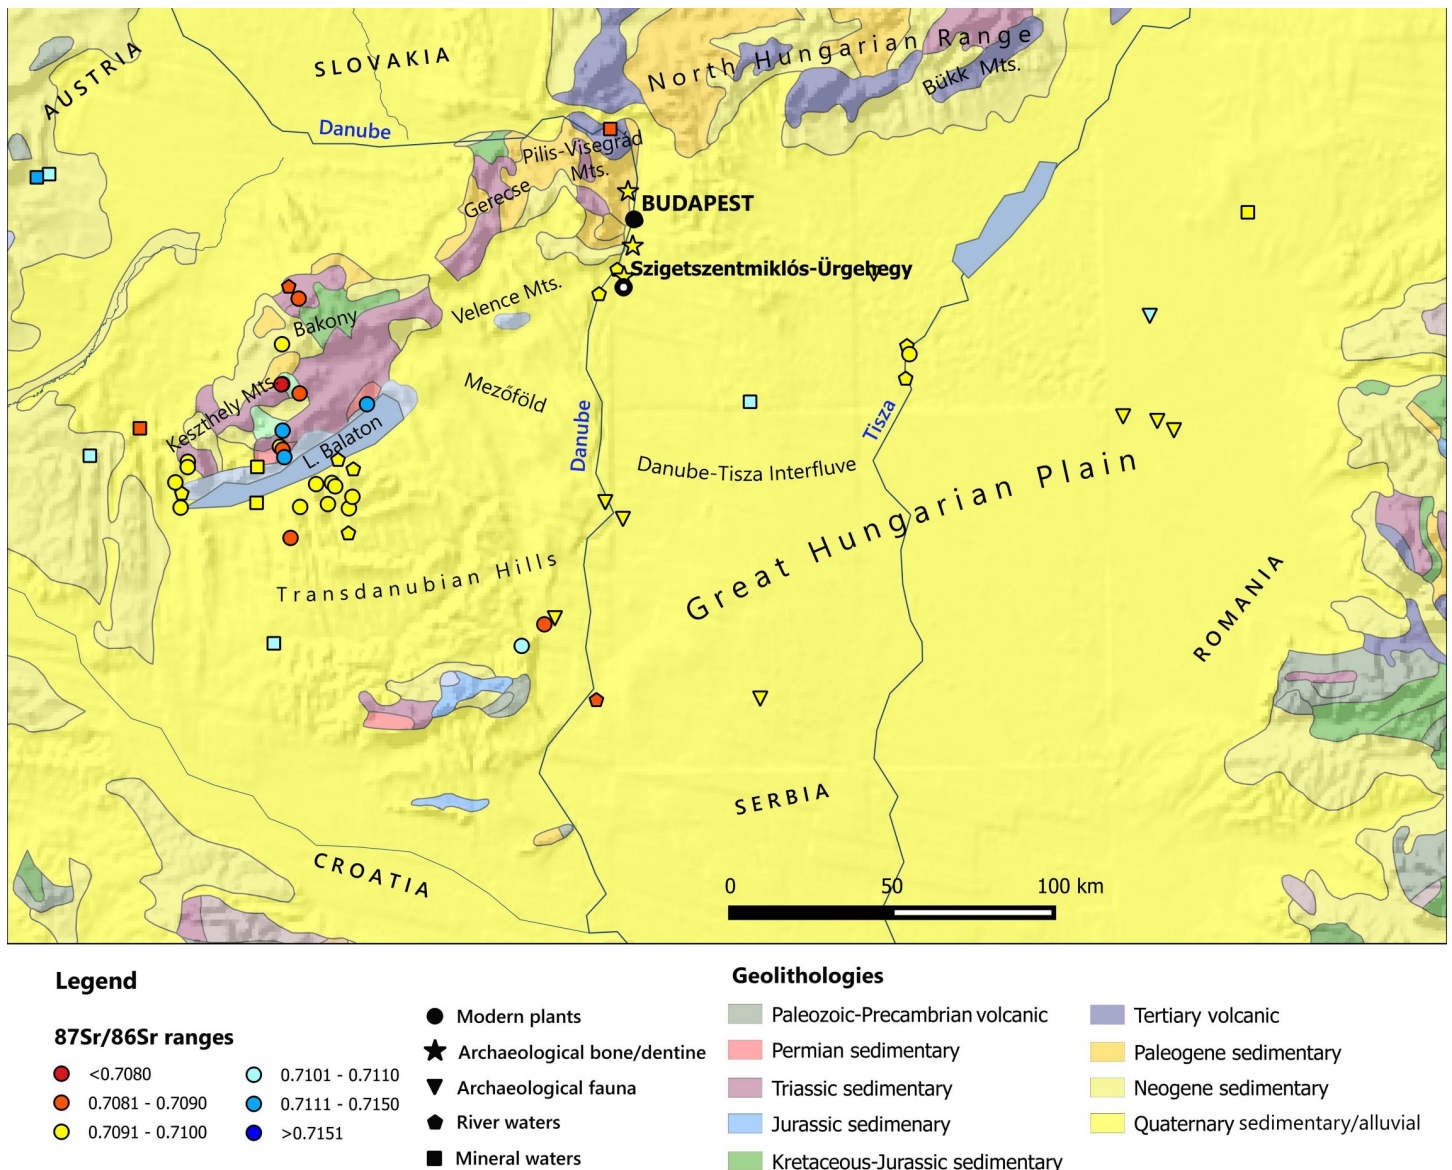 AUSTRIA
SLOVAKIA
North Hungarian Range
Bükk Mts.
Danube
Pilis-Visegrád
Mts.
Gerecse
BUDAPEST
Szigetszentmiklós-Ürgehegy
Velence Mts.
Bakony
Keszthely Mts.
Mezőföld
L. Balaton
Danube
Tisza
Danube-Tisza Interfluve
Great Hungarian Plain
Transdanubian Hills
ROMANIA
SERBIA
CROATIA
0 50 100 km
Legend
87Sr/86Sr ranges
<0.7080
0.7081 - 0.7090
0.7091 - 0.7100
0.7101 - 0.7110
0.7111 - 0.7150
>0.7151
Modern plants
Archaeological bone/dentine
Archaeological fauna
River waters
Mineral waters
Geolithologies
Paleozoic-Precambrian volcanic
Permian sedimentary
Triassic sedimentary
Jurassic sedimenary
Kretaceous-Jurassic sedimentary
Tertiary volcanic
Paleogene sedimentary
Neogene sedimentary
Quaternary sedimentary/alluvial